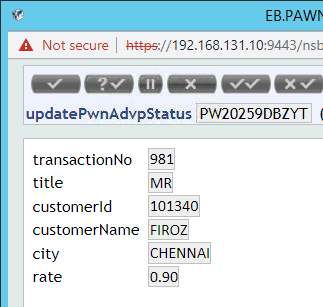 EB.PAWN
Not secure https://192.168.131.10:9443/nsb
updatePwnAdvpStatus PW20259DBZYT (
transactionNo 981
title MR
customerId 101340
customerName FIROZ
city CHENNAI
rate 0.90